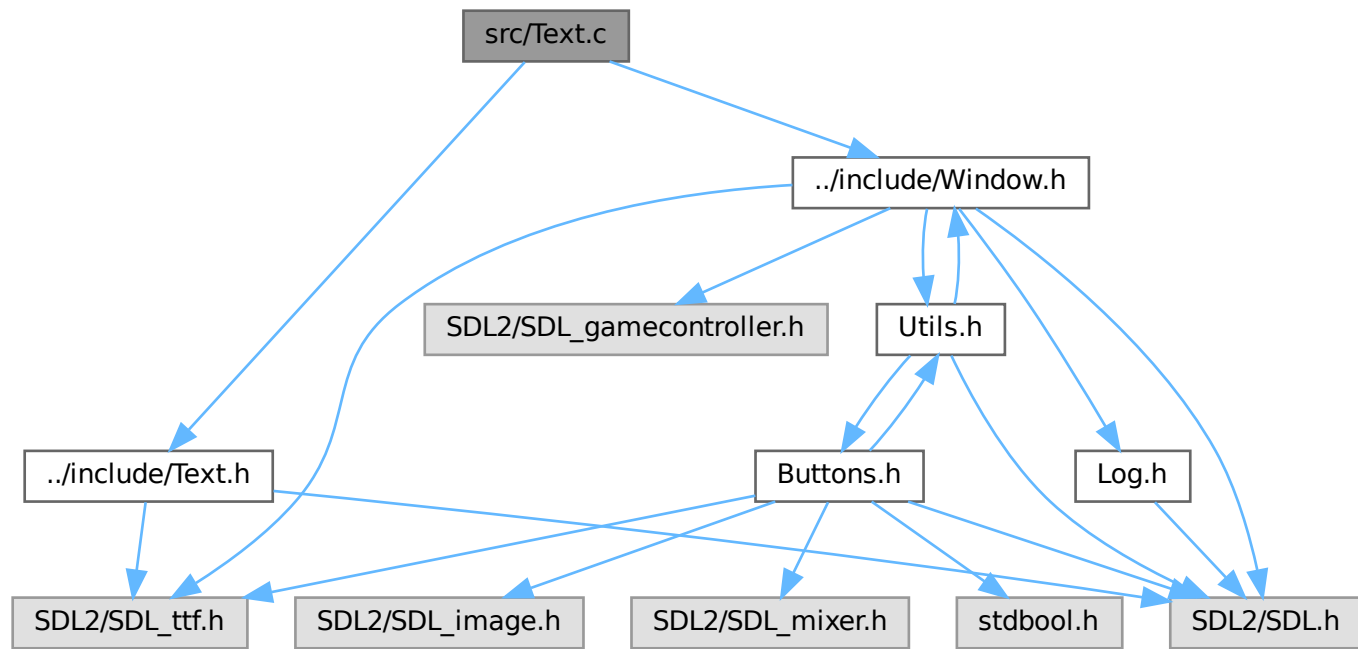 src/Text.c
../include/Window.h
SDL2/SDL_gamecontroller.h
Utils.h
../include/Text.h
Buttons.h
Log.h
SDL2/SDL_ttf.h
SDL2/SDL_image.h
SDL2/SDL_mixer.h
stdbool.h
SDL2/SDL.h